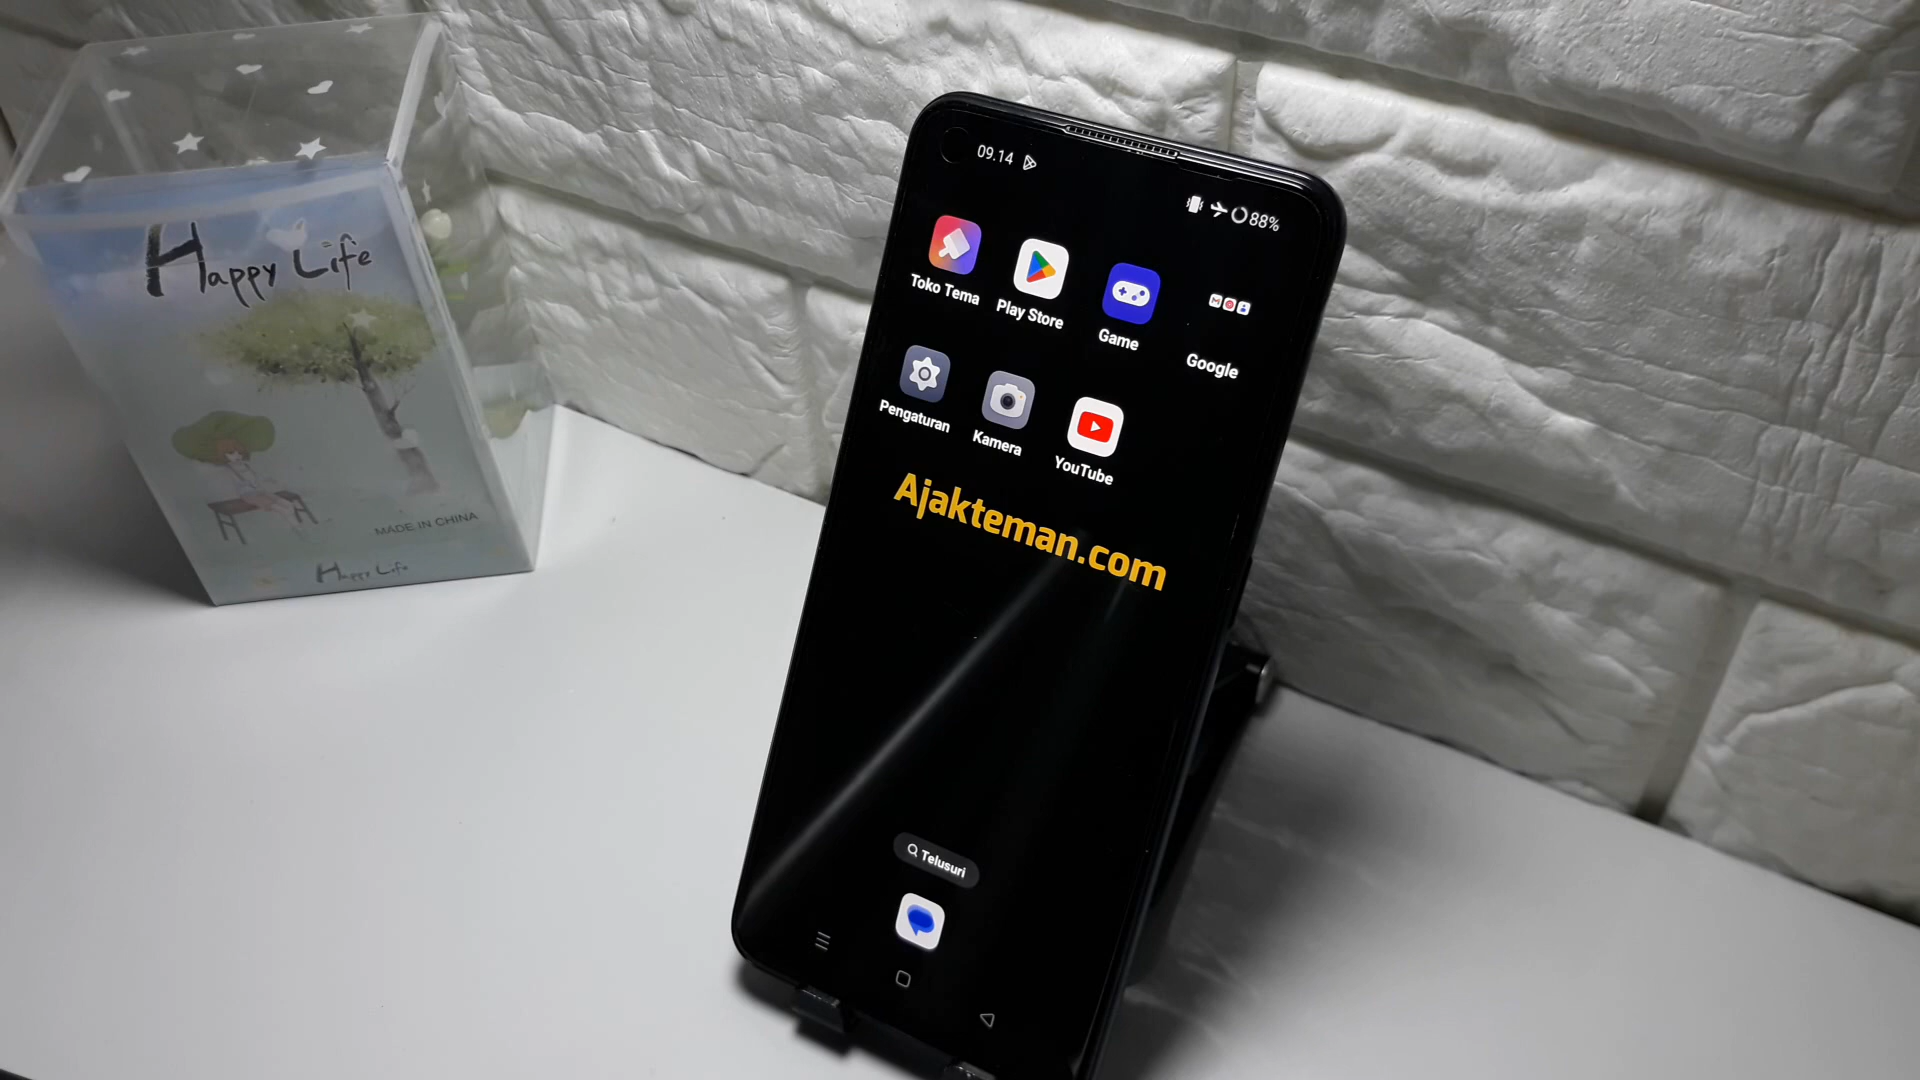 Happy Life
MADE IN CHINA
Happy Life
09.14
88%
Toko Tema
Play Store
Game
Google
Pengaturan
Kamera
YouTube
Ajakteman.com
Telusuri